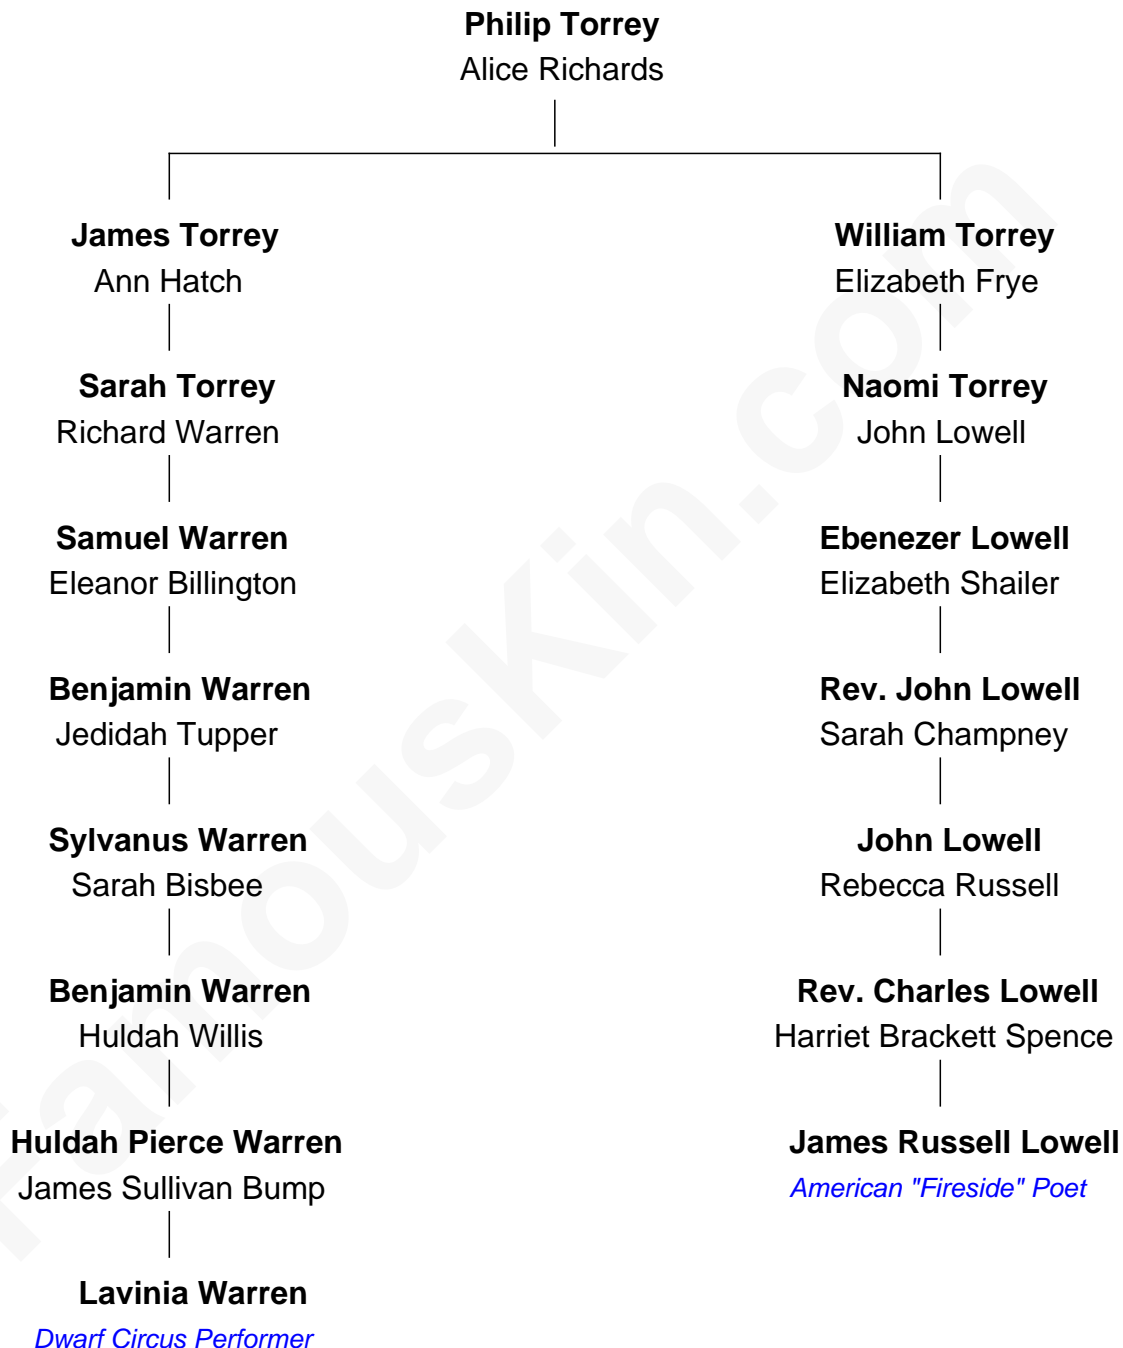 Philip Torrey
Alice Richards
James Torrey
Ann Hatch
William Torrey
Elizabeth Frye
Sarah Torrey
Richard Warren
Naomi Torrey
John Lowell
Samuel Warren
Eleanor Billington
Ebenezer Lowell
Elizabeth Shailer
Benjamin Warren
Jedidah Tupper
Rev. John Lowell
Sarah Champney
Sylvanus Warren
Sarah Bisbee
John Lowell
Rebecca Russell
Benjamin Warren
Huldah Willis
Rev. Charles Lowell
Harriet Brackett Spence
Huldah Pierce Warren
James Sullivan Bump
James Russell Lowell
American "Fireside" Poet
Lavinia Warren
Dwarf Circus Performer
FamousKin.com